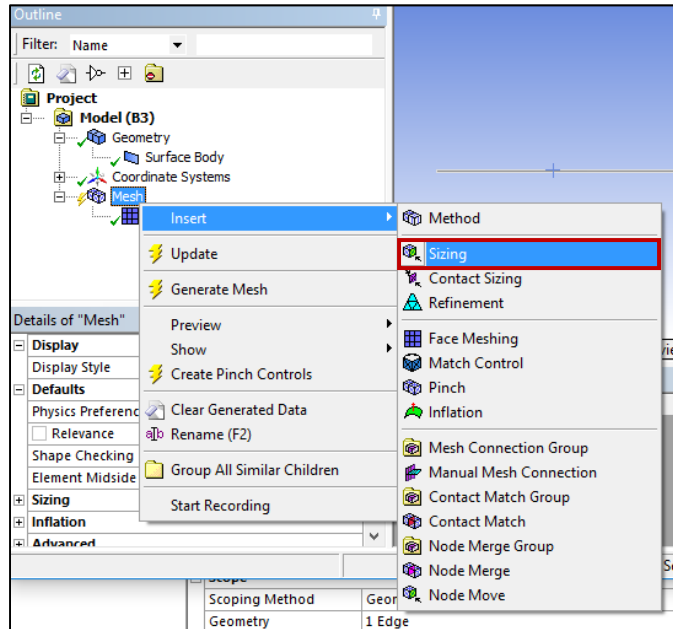 Outline
Filter: Name
Project
Model (B3)
Geometry
Surface Body
Coordinate Systems
Mesh
Insert
Update
Generate Mesh
Preview
Show
Create Pinch Controls
Clear Generated Data
Rename (F2)
Group All Similar Children
Start Recording
Method
Sizing
Contact Sizing
Refinement
Face Meshing
Match Control
Pinch
Inflation
Mesh Connection Group
Manual Mesh Connection
Contact Match Group
Contact Match
Node Merge Group
Node Merge
Node Move
Details of "Mesh"
Display
Display Style
Defaults
Physics Preferenc
Relevance
Shape Checking
Element Midside
Sizing
Inflation
Advanced
Scope
Scoping Method Geor
Geometry 1 Edge